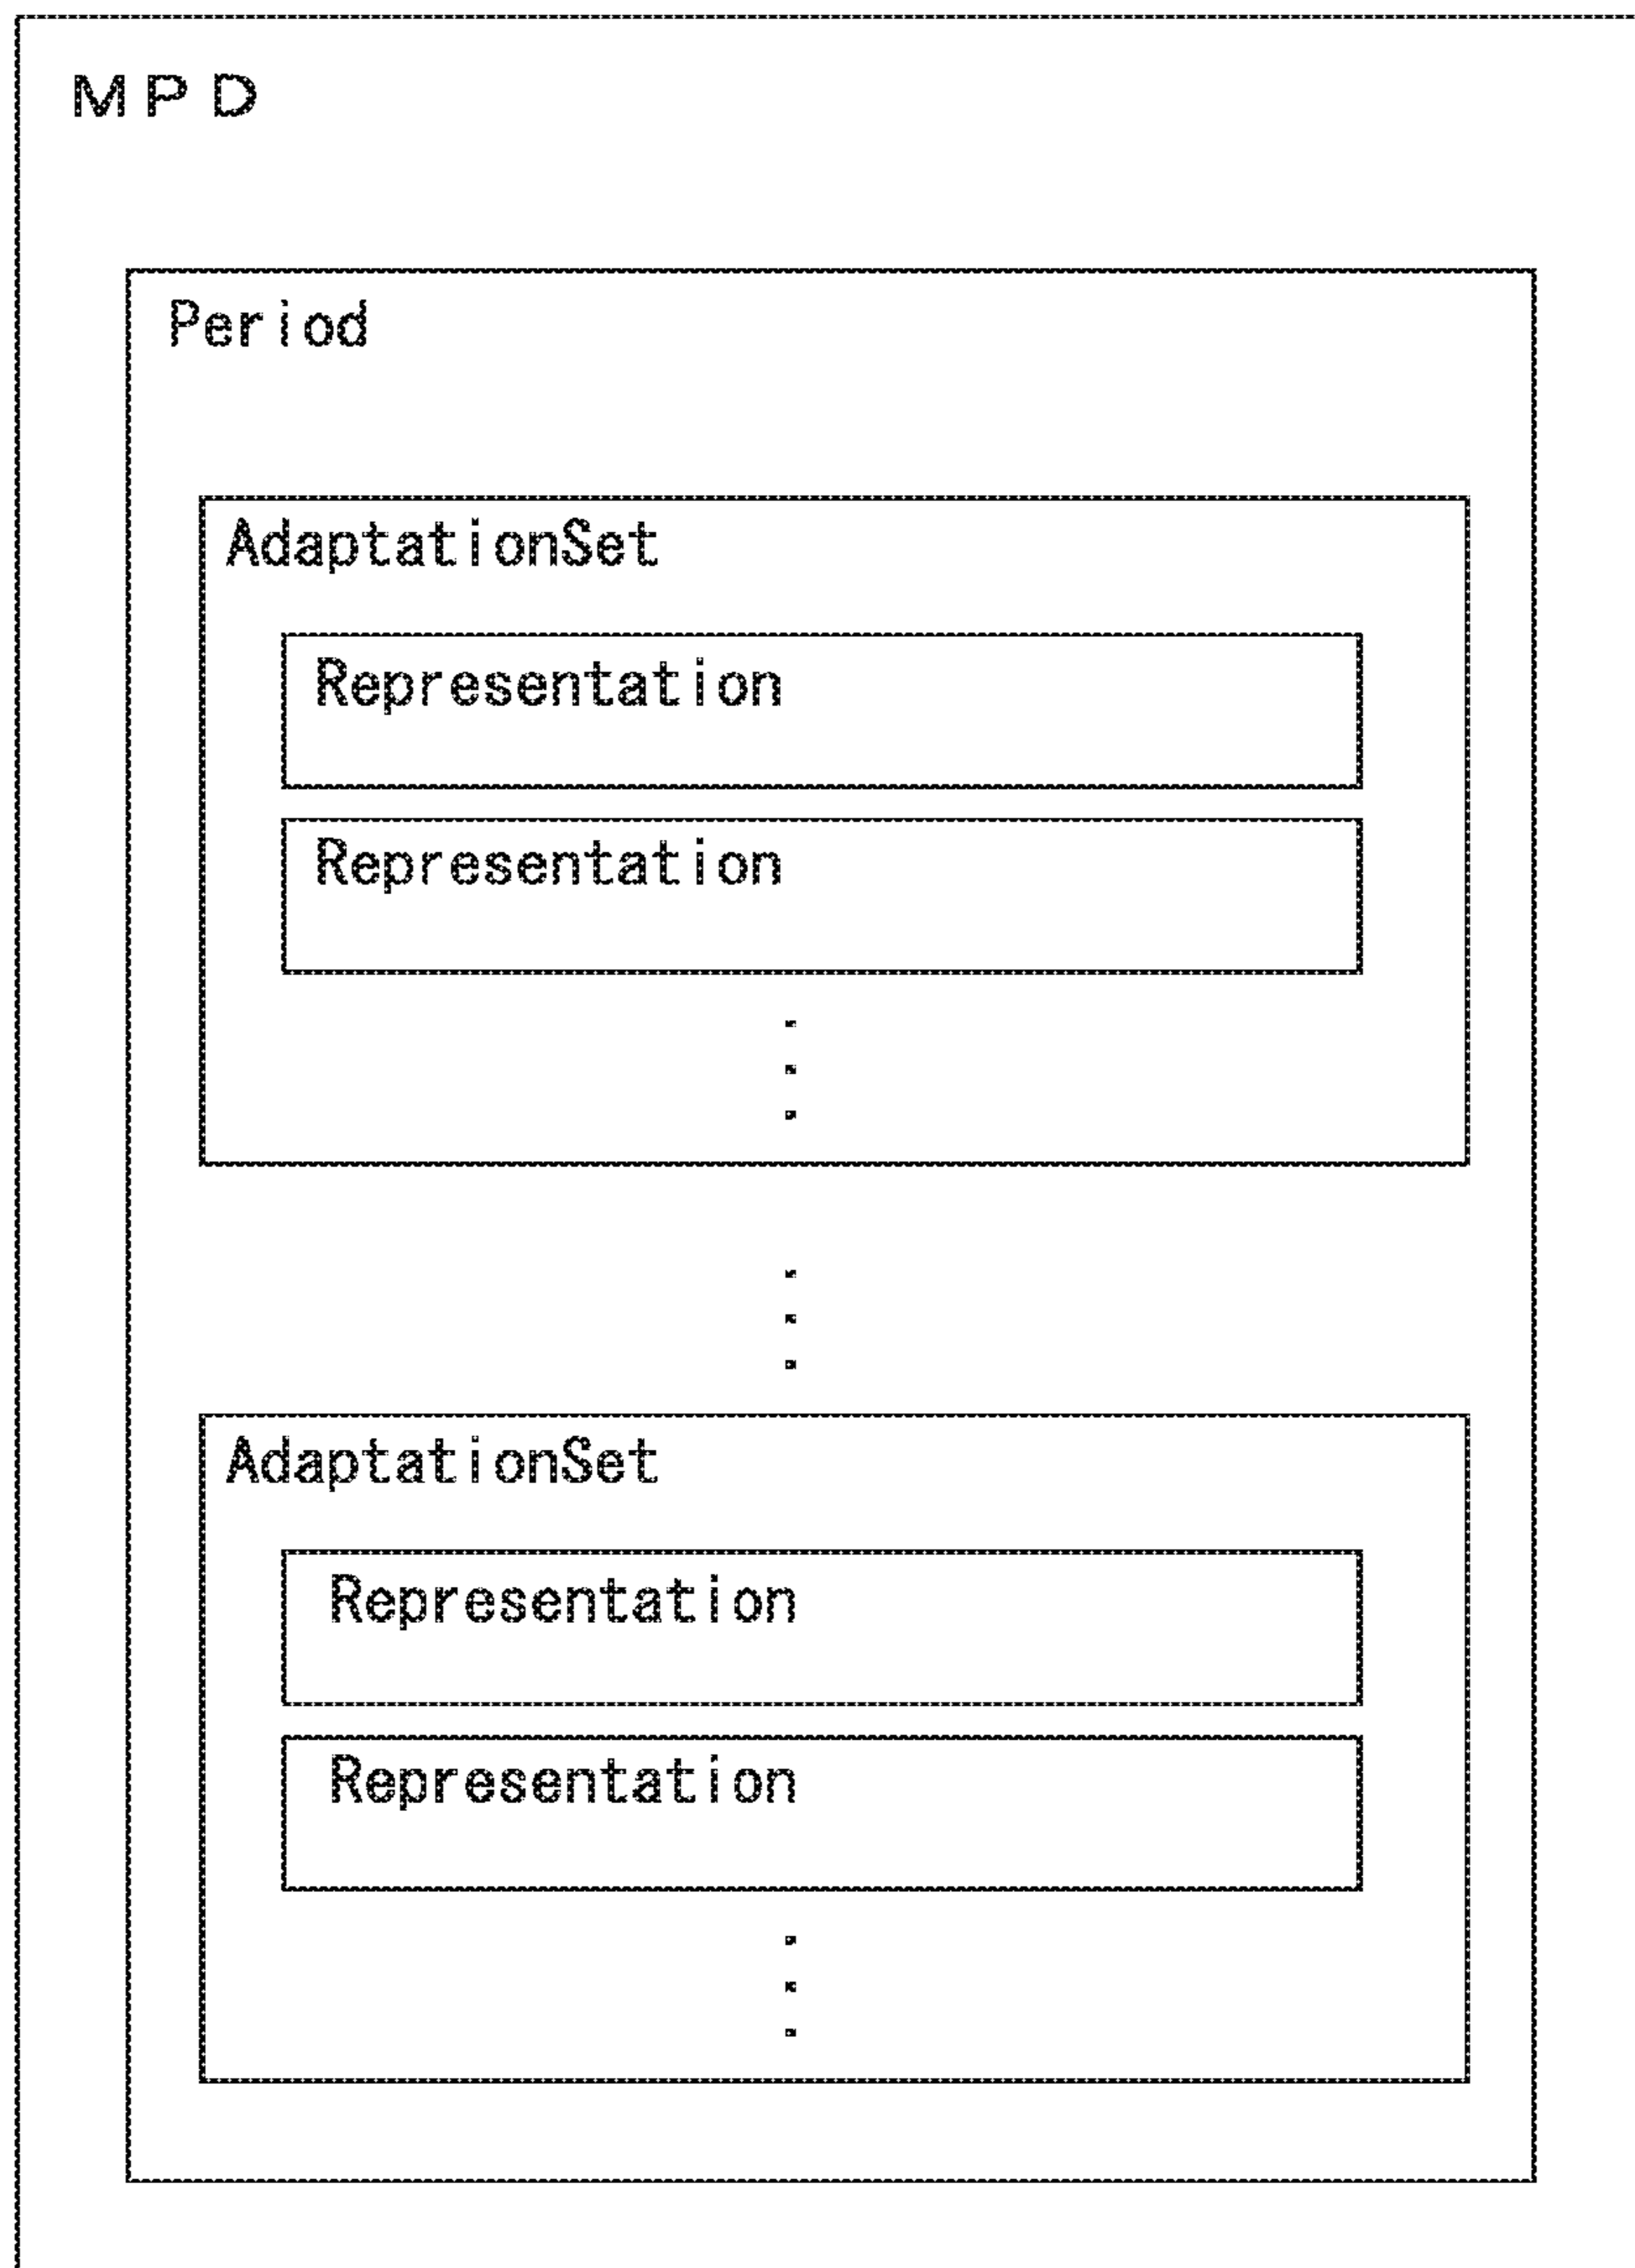 MPD
Period
AdaptationSet
Representation
Representation
AdaptationSet
Representation
Representation